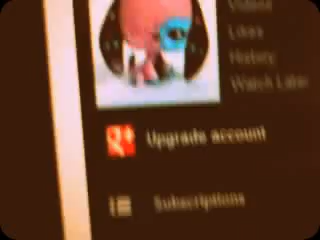 Videos
Likes
History
Watch Later
g+ Upgrade account
Subscriptions